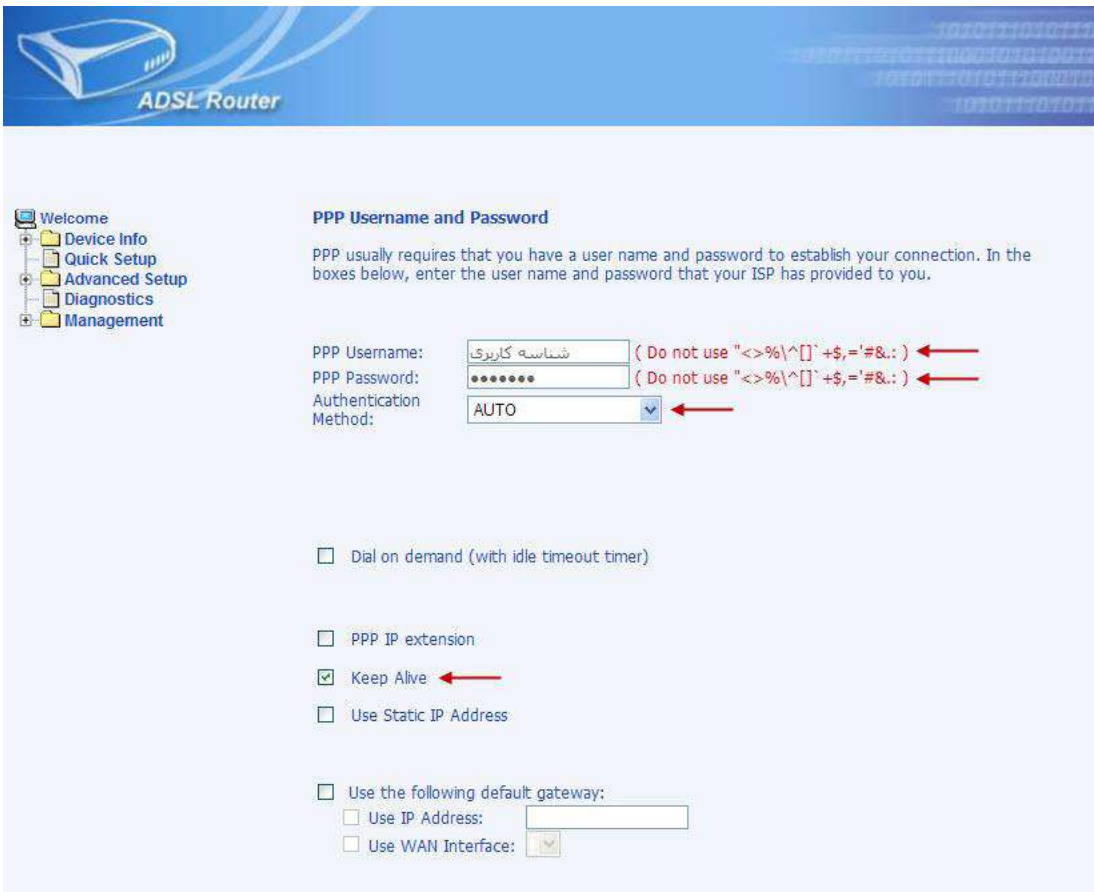 ADSL Router
Welcome
Device Info
Quick Setup
Advanced Setup
Diagnostics
Management
PPP Username and Password
PPP usually requires that you have a user name and password to establish your connection. In the
boxes below, enter the user name and password that your ISP has provided to you.
PPP Username: شناسه کاربری ( Do not use "<>%\^[]`+$,='#&.: )
PPP Password: ●●●●●●● ( Do not use "<>%\^[]`+$,='#&.: )
Authentication
Method: AUTO
Dial on demand (with idle timeout timer)
PPP IP extension
Keep Alive
Use Static IP Address
Use the following default gateway:
Use IP Address:
Use WAN Interface: